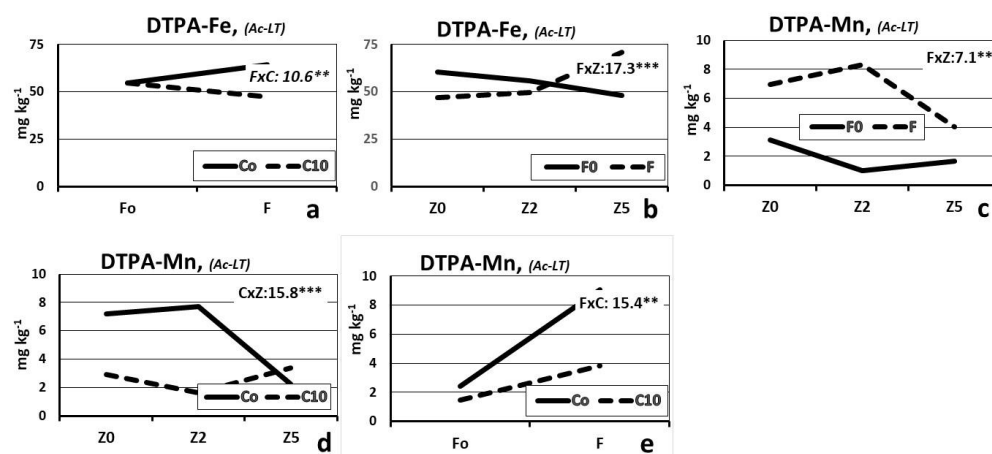 DTPA-Fe, (Ac-LT)
75
50
25
0
mg kg-1
FxC: 10.6**
Co C10
Fo F
a
DTPA-Fe, (Ac-LT)
75
50
25
0
mg kg-1
FxZ:17.3***
F0 F
Z0 Z2 Z5
b
DTPA-Mn, (Ac-LT)
10
8
6
4
2
0
mg kg-1
FxZ:7.1**
F0 F
Z0 Z2 Z5
c
DTPA-Mn, (Ac-LT)
10
8
6
4
2
0
mg kg-1
CxZ:15.8***
Co C10
Z0 Z2 Z5
d
DTPA-Mn, (Ac-LT)
10
8
6
4
2
0
mg kg-1
FxC: 15.4**
Co C10
Fo F
e